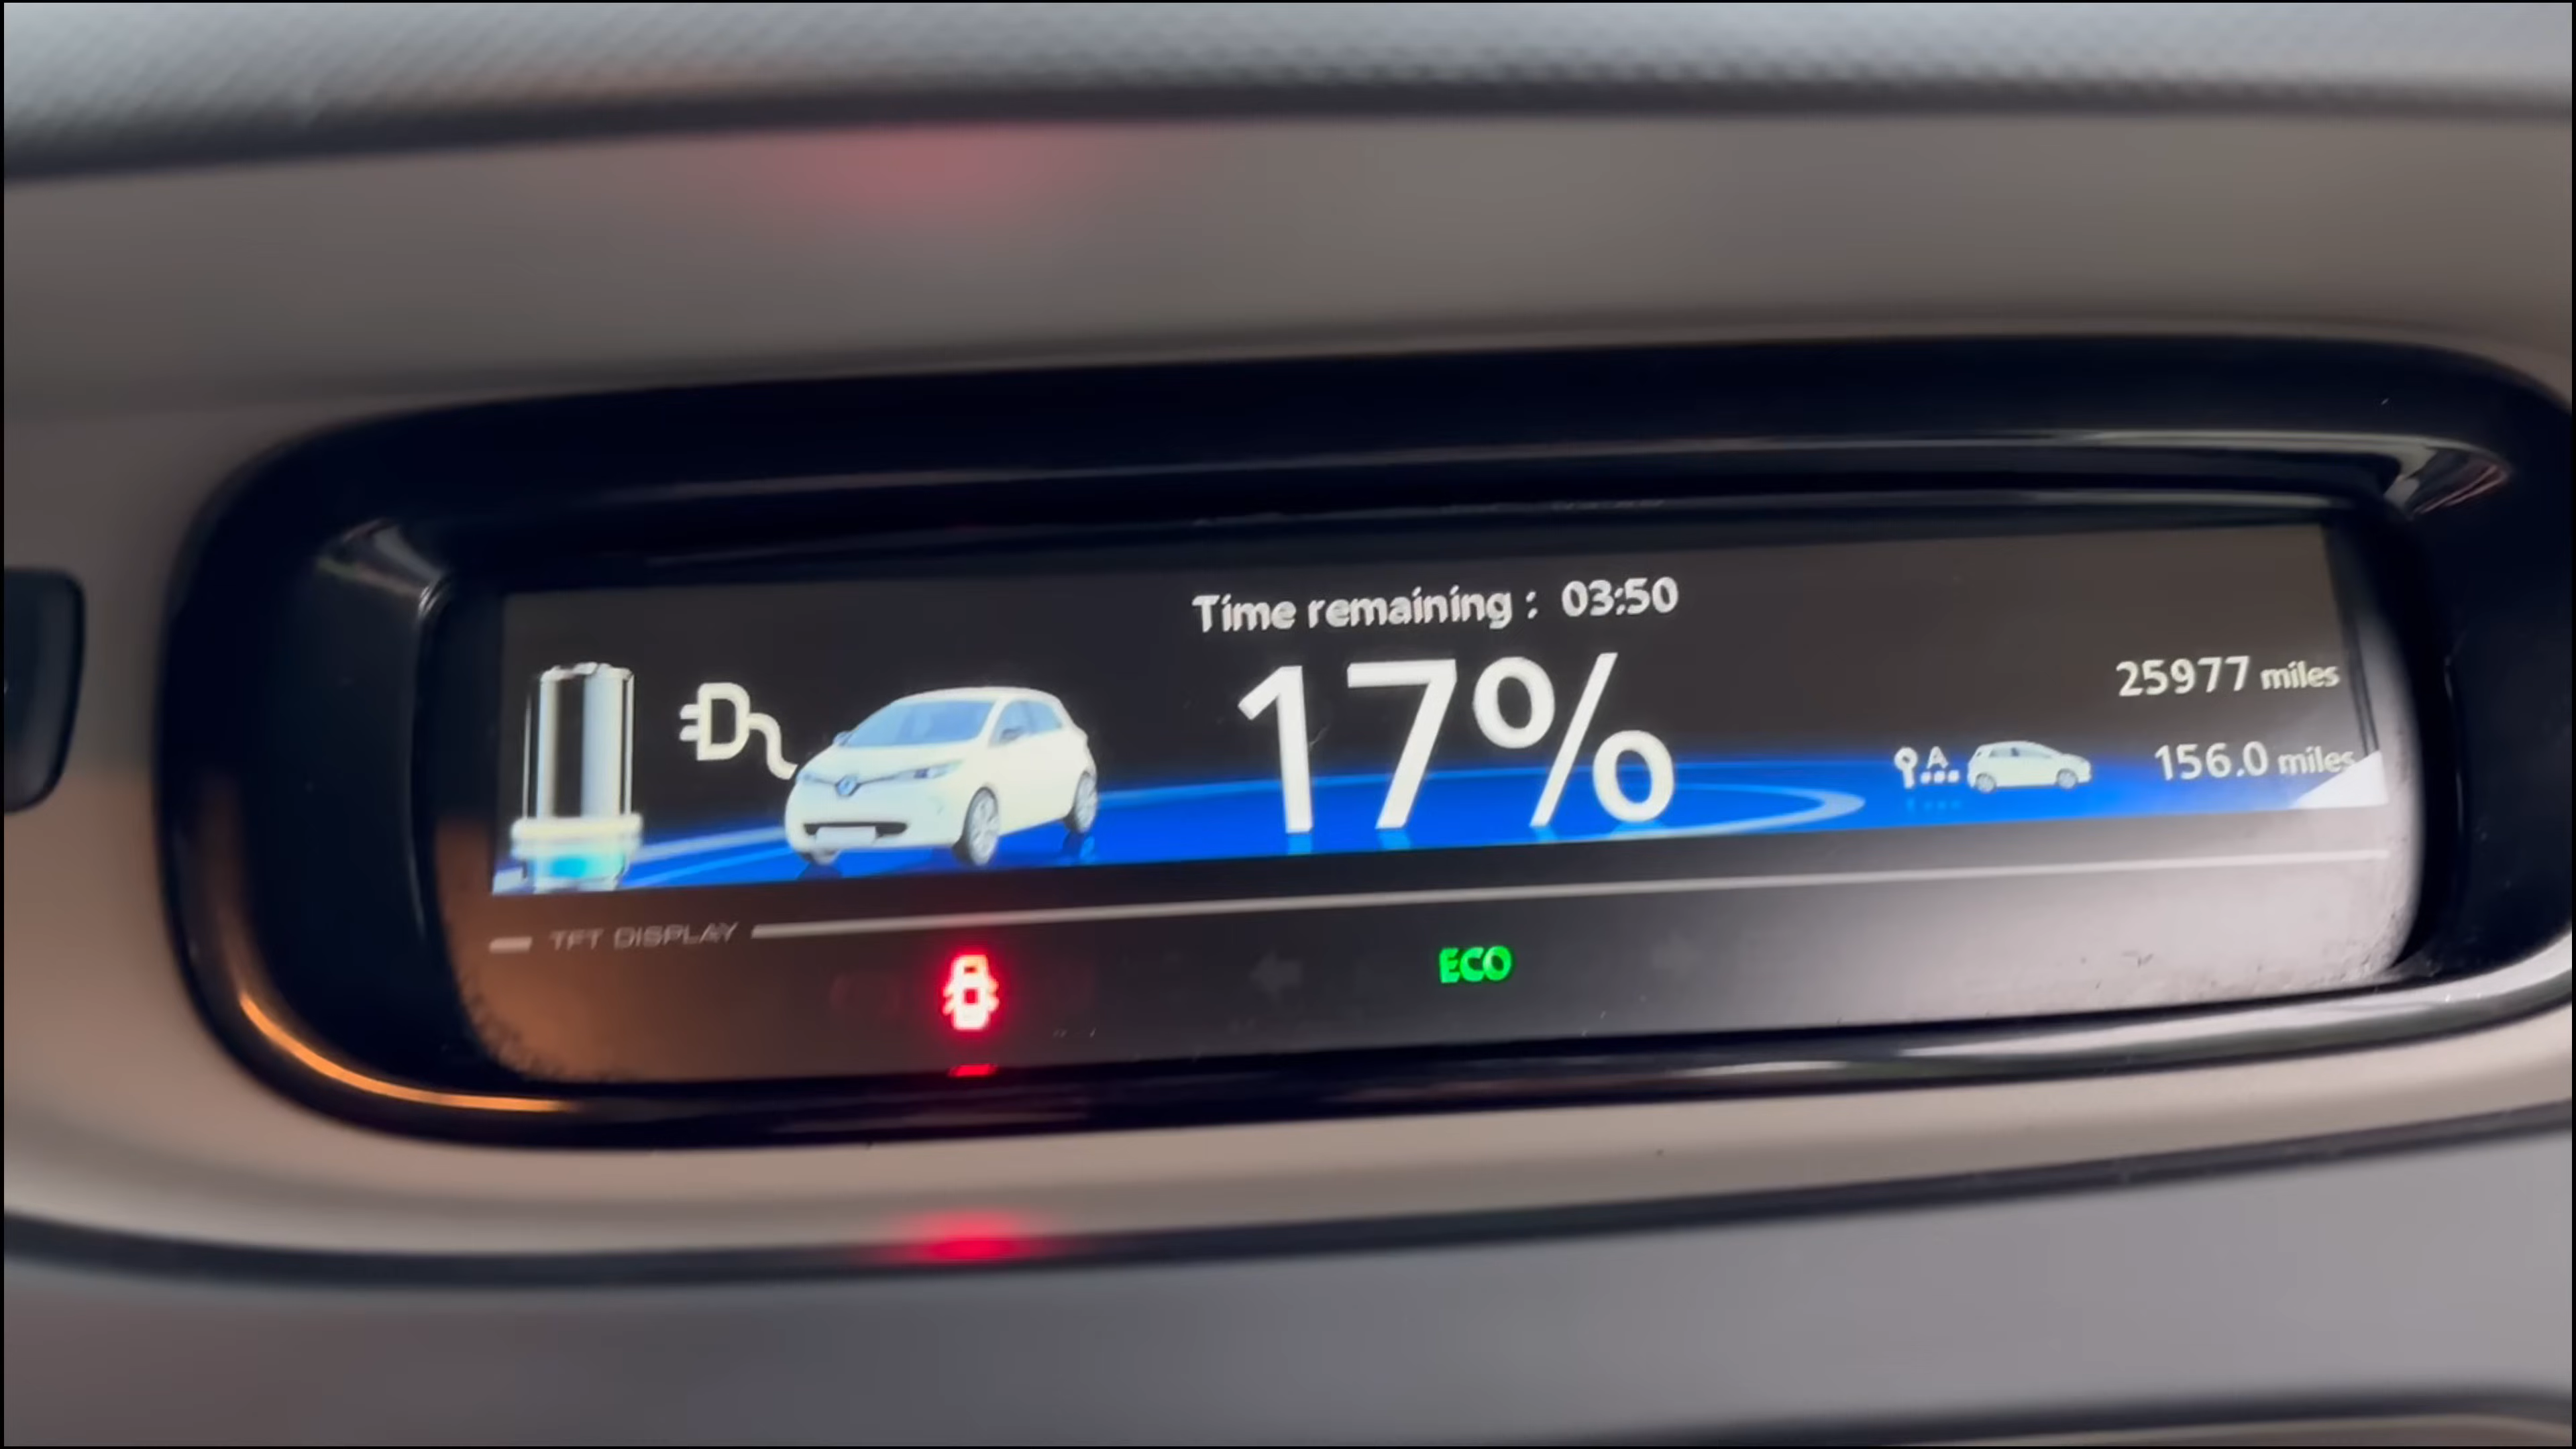 Time remaining : 03:50
17%
25977 miles
A
156.0 miles
TFT DISPLAY
ECO